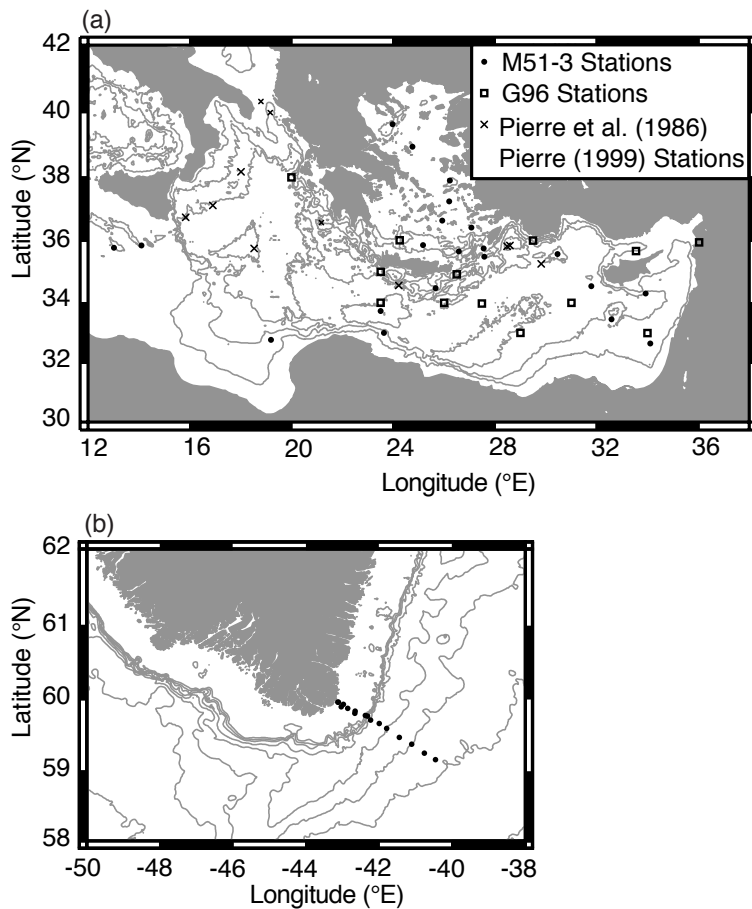 (a)
42
40
38
36
34
32
30
Latitude (°N)
• M51-3 Stations
G96 Stations
× Pierre et al. (1986)
Pierre (1999) Stations
12 16 20 24 28 32 36
Longitude (°E)
(b)
62
61
60
59
58
Latitude (°N)
-50 -48 -46 -44 -42 -40 -38
Longitude (°E)